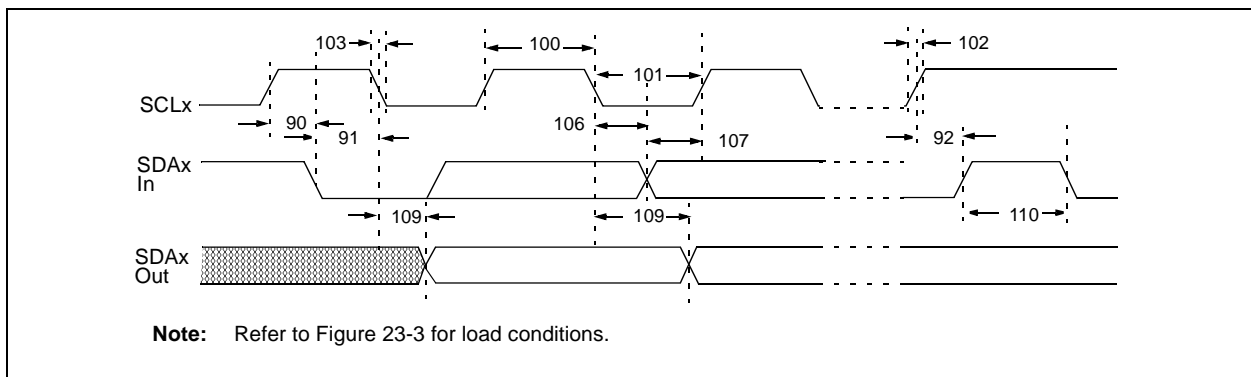 103
100
102
101
SCLx
90
91
106
107
92
SDAx
In
109
109
110
SDAx
Out
Note: Refer to Figure 23-3 for load conditions.